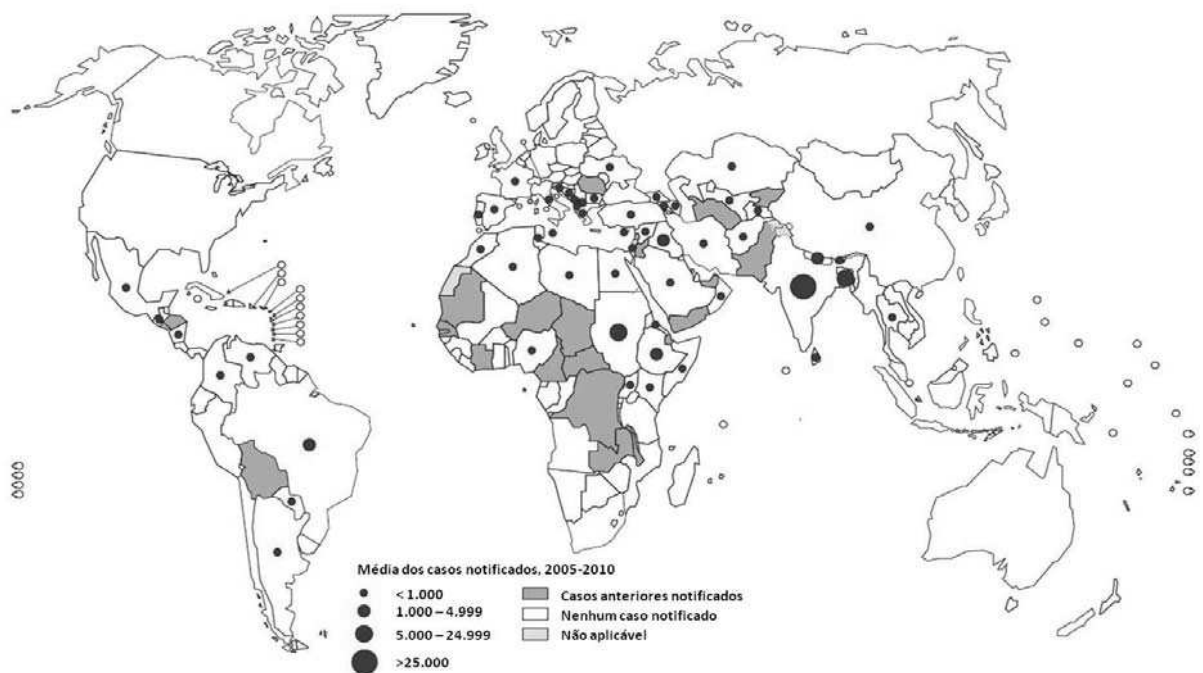 Média dos casos notificados, 2005-2010
< 1.000
1.000 – 4.999
5.000 – 24.999
>25.000
Casos anteriores notificados
Nenhum caso notificado
Não aplicável